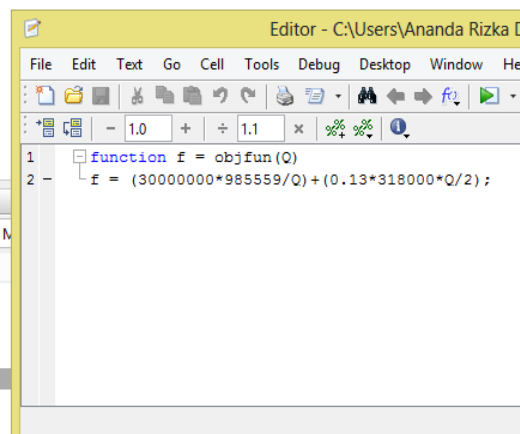 Editor - C:\Users\Ananda Rizka D
File Edit Text Go Cell Tools Debug Desktop Window He
- 1.0 + ÷ 1.1 ×
1 function f = objfun(Q)
2 - f = (30000000*985559/Q)+(0.13*318000*Q/2);
M